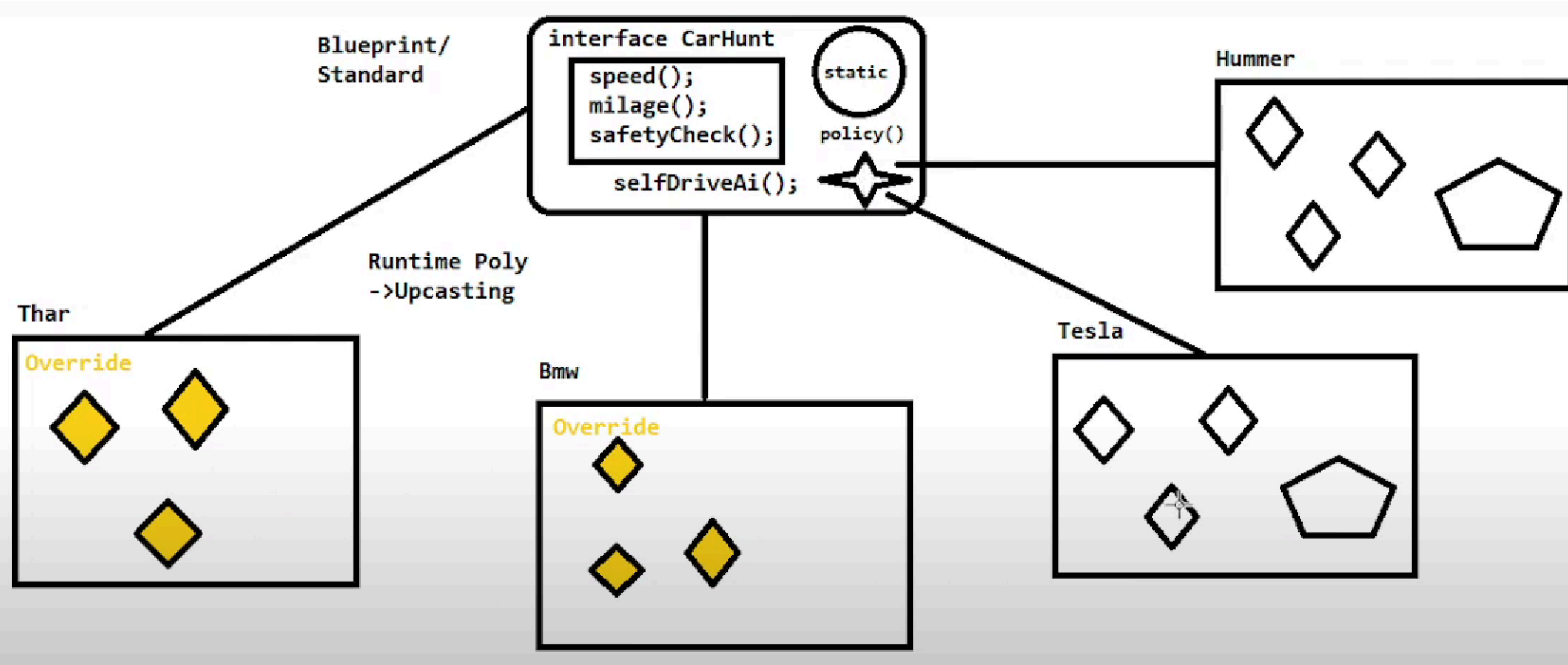 Blueprint/
Standard
interface CarHunt
speed();
milage();
safetyCheck();
selfDriveAi();
static
policy()
Hummer
Runtime Poly
->Upcasting
Thar
Override
Bmw
Override
Tesla